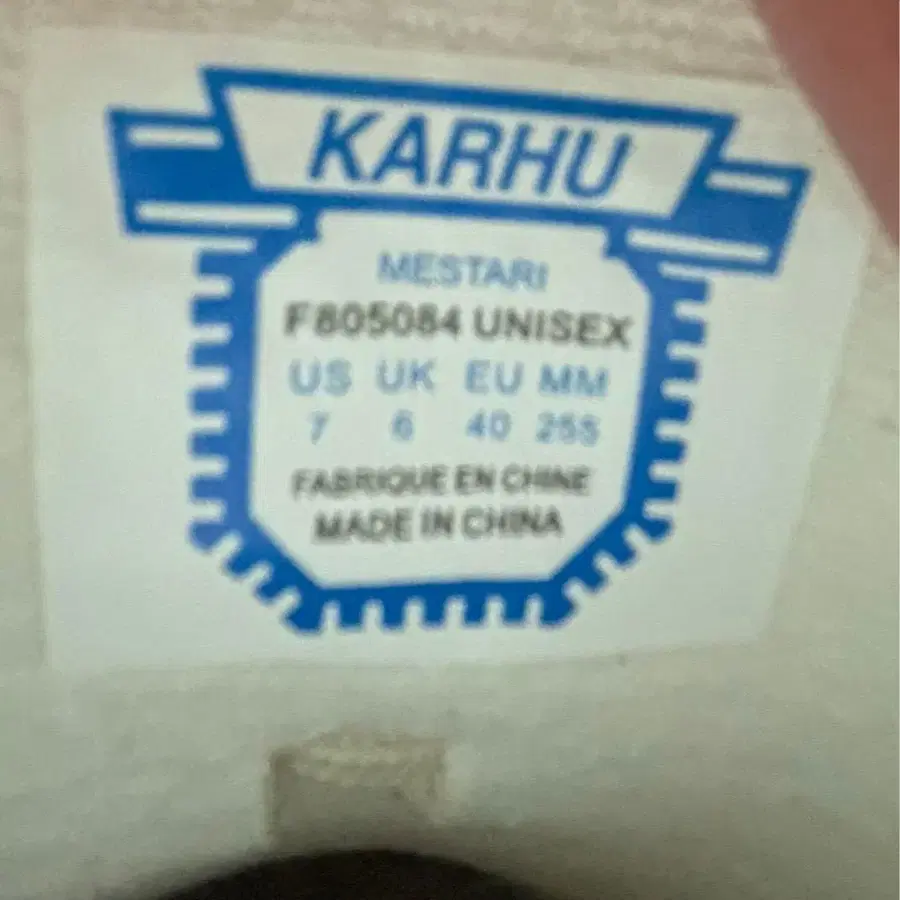 KARHU
MESTARI
F805084 UNISEX
US UK EU MM
7 6 40 255
FABRIQUE EN CHINE
MADE IN CHINA